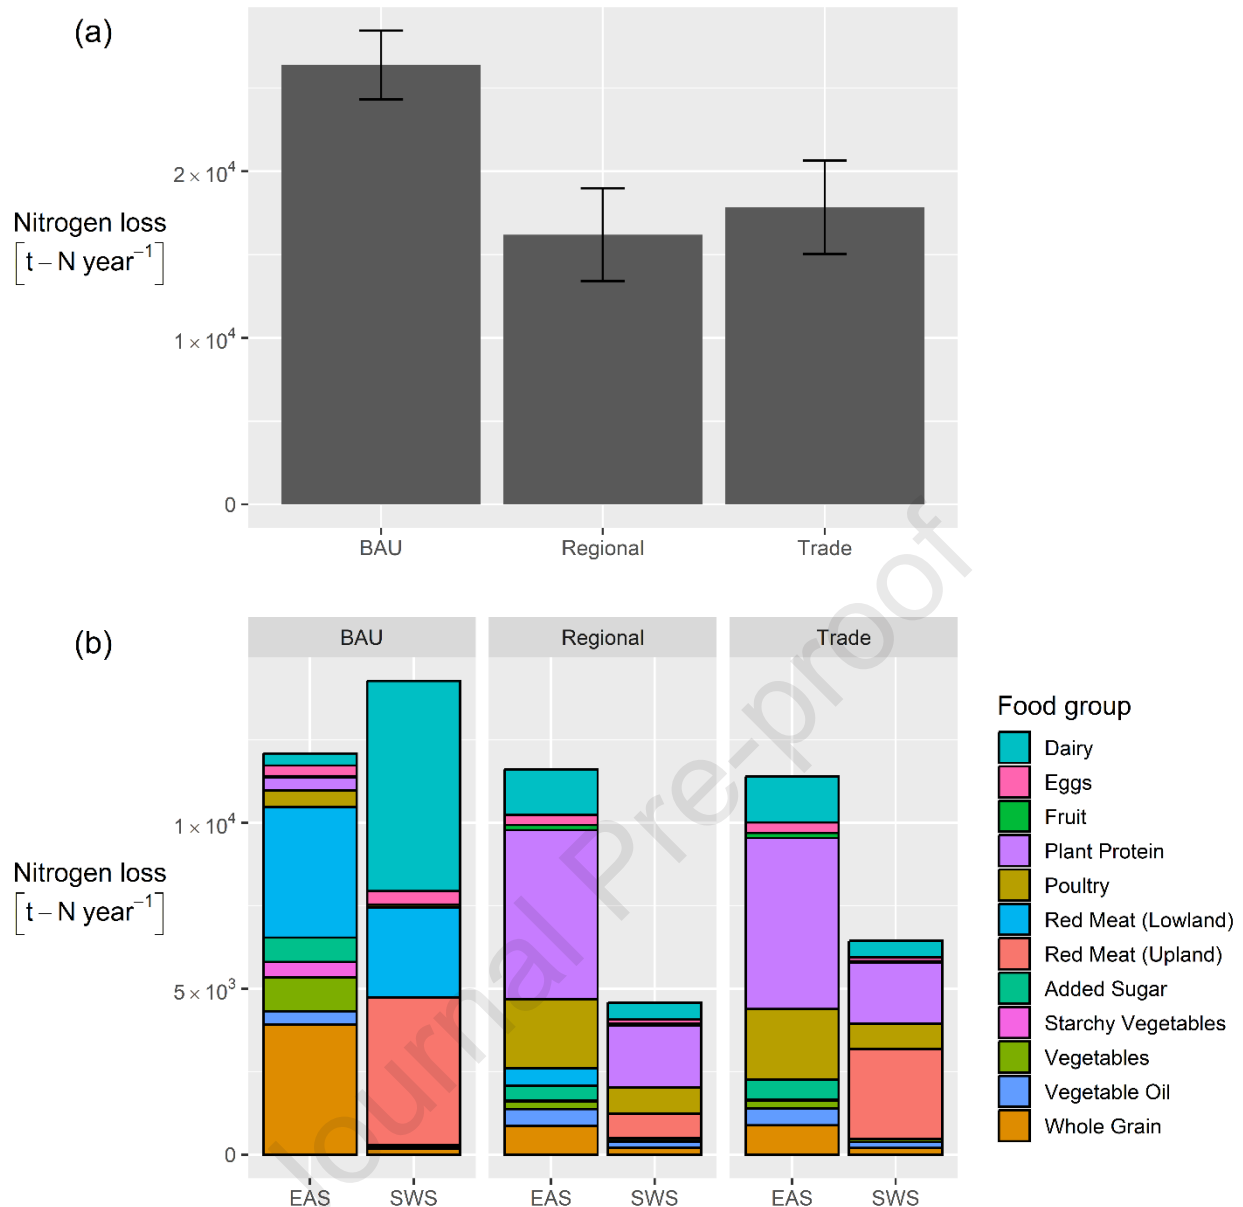 (a)
2 × 10⁴
Nitrogen loss
[t – N year⁻¹]
1 × 10⁴
0
BAU Regional Trade
(b)
BAU Regional Trade
1 × 10⁴
Nitrogen loss
[t – N year⁻¹]
5 × 10³
0
EAS SWS EAS SWS EAS SWS
Food group
Dairy
Eggs
Fruit
Plant Protein
Poultry
Red Meat (Lowland)
Red Meat (Upland)
Added Sugar
Starchy Vegetables
Vegetables
Vegetable Oil
Whole Grain
Journal Pre-proof